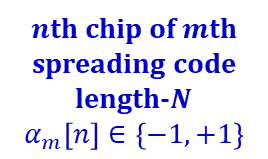 nth chip of mth
spreading code
length-N
αₘ[n] ∈ {−1, +1}